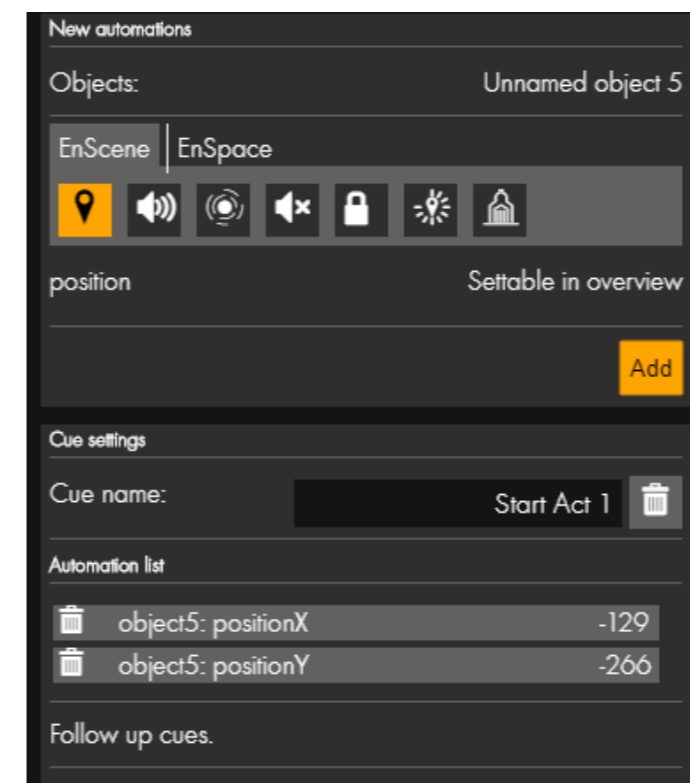 New automations
Objects: Unnamed object 5
EnScene EnSpace
position Settable in overview
Add
Cue settings
Cue name: Start Act 1
Automation list
object5: positionX -129
object5: positionY -266
Follow up cues.